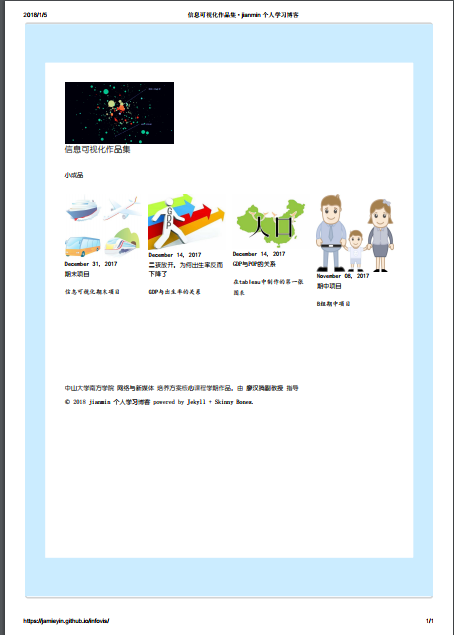 2018/1/5
信息可视化作品集 • jianmin 个人学习博客
信息可视化作品集
小成品
GDP
人口
December 31, 2017
期末项目
信息可视化期末项目
December 14, 2017
二孩放开，为何出生率反而
下降了
GDP与出生率的关系
December 14, 2017
GDP与POP的关系
在tableau中制作的第一张
图表
November 08, 2017
期中项目
B组期中项目
中山大学南方学院 网络与新媒体 培养方案核心课程学期作品。由 廖汉腾副教授 指导
© 2018 jianmin 个人学习博客 powered by Jekyll + Skinny Bones.
https://jamieyin.github.io/infovis/
1/1